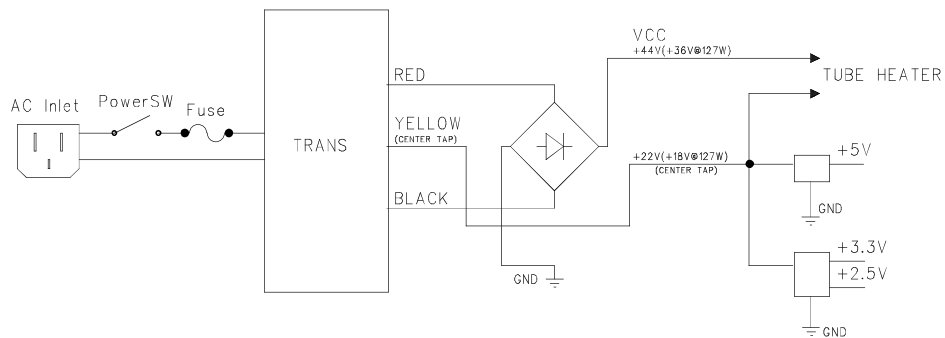 VCC
+44V(+36V@127W)
RED
TUBE HEATER
AC Inlet
PowerSW
Fuse
YELLOW
(CENTER TAP)
TRANS
+22V(+18V@127W)
(CENTER TAP)
+5V
BLACK
GND
+3.3V
GND
+2.5V
GND